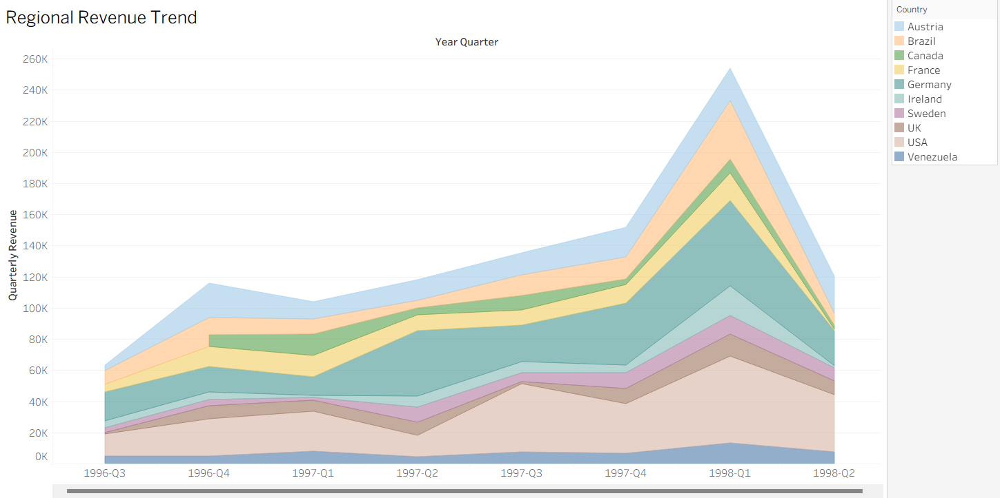 Regional Revenue Trend
Year Quarter
Quarterly Revenue
260K
240K
220K
200K
180K
160K
140K
120K
100K
80K
60K
40K
20K
0K
1996-Q3 1996-Q4 1997-Q1 1997-Q2 1997-Q3 1997-Q4 1998-Q1 1998-Q2
Country
Austria
Brazil
Canada
France
Germany
Ireland
Sweden
UK
USA
Venezuela